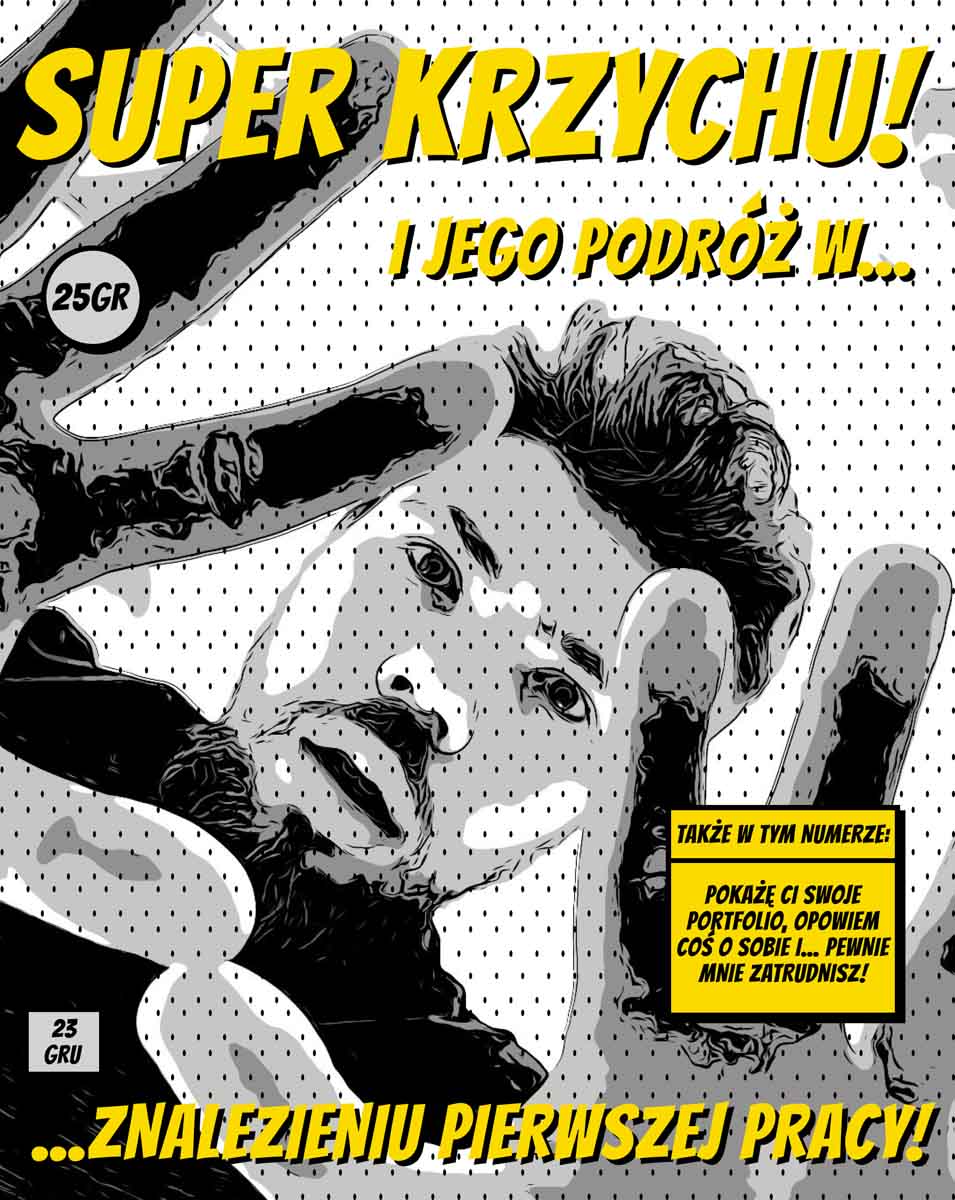 SUPER KRZYCHU!
I JEGO PODRÓŻ W...
25GR
TAKŻE W TYM NUMERZE:
POKAŻĘ CI SWOJE
PORTFOLIO, OPOWIEM
COŚ O SOBIE I... PEWNIE
MNIE ZATRUDNISZ!
23
GRU
...ZNALEZIENIU PIERWSZEJ PRACY!